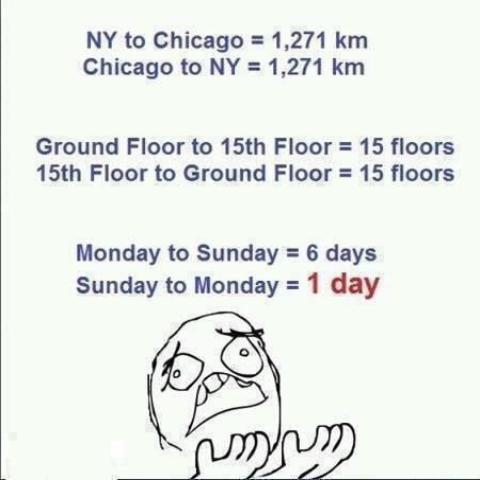 NY to Chicago = 1,271 km
Chicago to NY = 1,271 km
Ground Floor to 15th Floor = 15 floors
15th Floor to Ground Floor = 15 floors
Monday to Sunday = 6 days
Sunday to Monday = 1 day